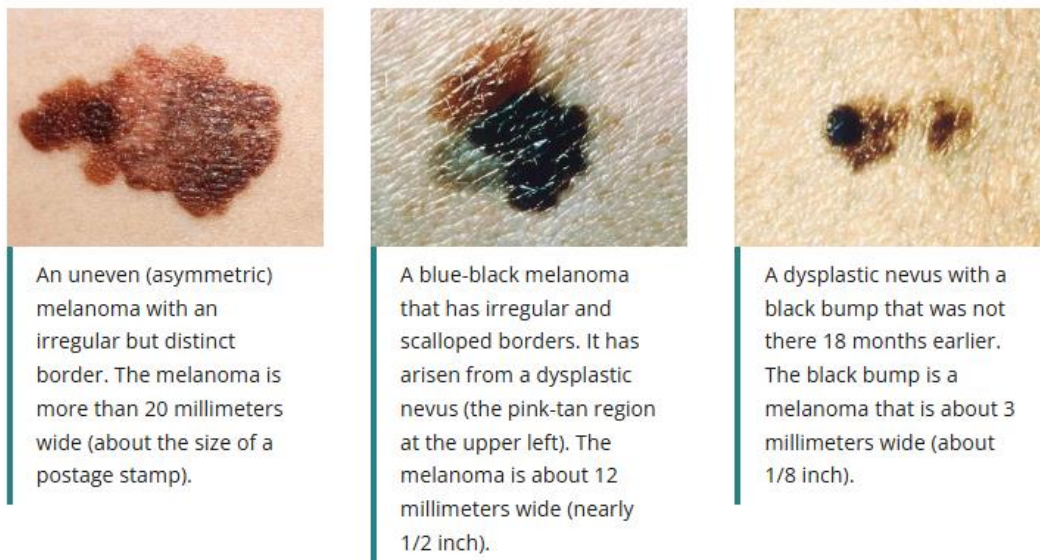 An uneven (asymmetric)
melanoma with an
irregular but distinct
border. The melanoma is
more than 20 millimeters
wide (about the size of a
postage stamp).
A blue-black melanoma
that has irregular and
scalloped borders. It has
arisen from a dysplastic
nevus (the pink-tan region
at the upper left). The
melanoma is about 12
millimeters wide (nearly
1/2 inch).
A dysplastic nevus with a
black bump that was not
there 18 months earlier.
The black bump is a
melanoma that is about 3
millimeters wide (about
1/8 inch).